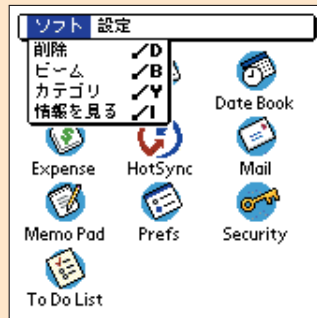 ソフト 設定
削除 /D
ビーム /B
カテゴリ /Y
情報を見る /I
Date Book
Expense HotSync Mail
Memo Pad Prefs Security
To Do List